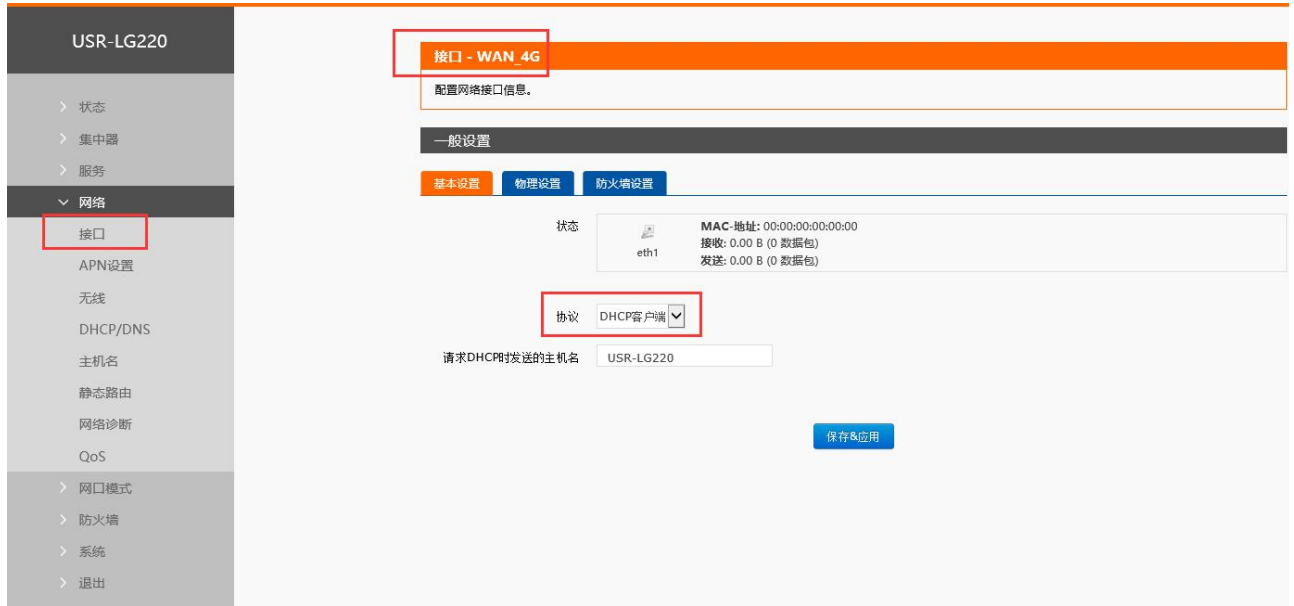 USR-LG220
状态
集中器
服务
网络
接口
APN设置
无线
DHCP/DNS
主机名
静态路由
网络诊断
QoS
网口模式
防火墙
系统
退出
接口 - WAN_4G
配置网络接口信息。
一般设置
基本设置 物理设置 防火墙设置
状态
eth1
MAC-地址: 00:00:00:00:00:00
接收: 0.00 B (0 数据包)
发送: 0.00 B (0 数据包)
协议 DHCP客户端
请求DHCP时发送的主机名 USR-LG220
保存&应用